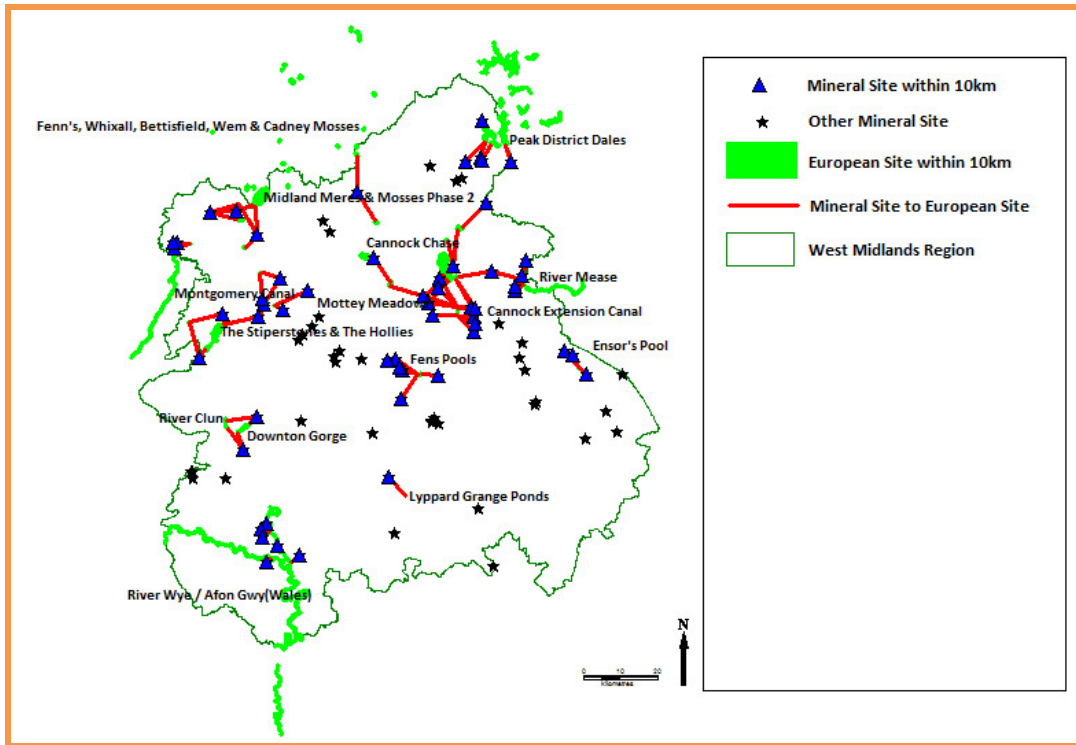 Mineral Site within 10km
Other Mineral Site
European Site within 10km
Mineral Site to European Site
West Midlands Region
Fenn's, Whixall, Bettisfield, Wem & Cadney Mosses
Peak District Dales
Midland Meres & Mosses Phase 2
Cannock Chase
River Mease
Montgomery Canal
Mottey Meadows
Cannock Extension Canal
The Stiperstones & The Hollies
Ensor's Pool
Fens Pools
River Clun
Downton Gorge
Lyppard Grange Ponds
River Wye / Afon Gwy(Wales)
N
0 10 20
kilometres